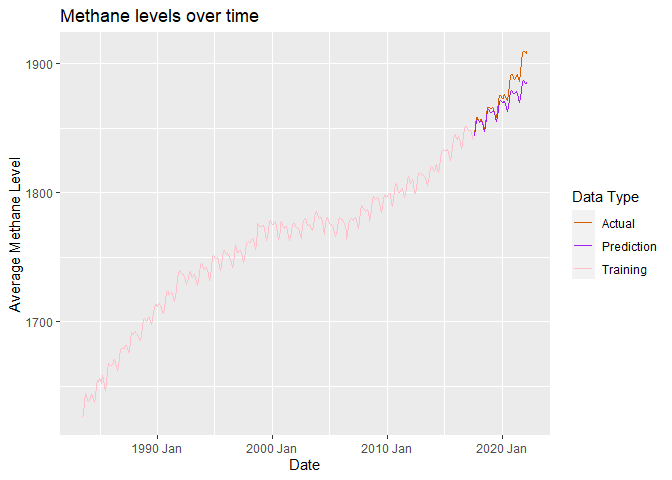 Methane levels over time
Average Methane Level
1900
1800
1700
1990 Jan
2000 Jan
2010 Jan
2020 Jan
Date
Data Type
Actual
Prediction
Training